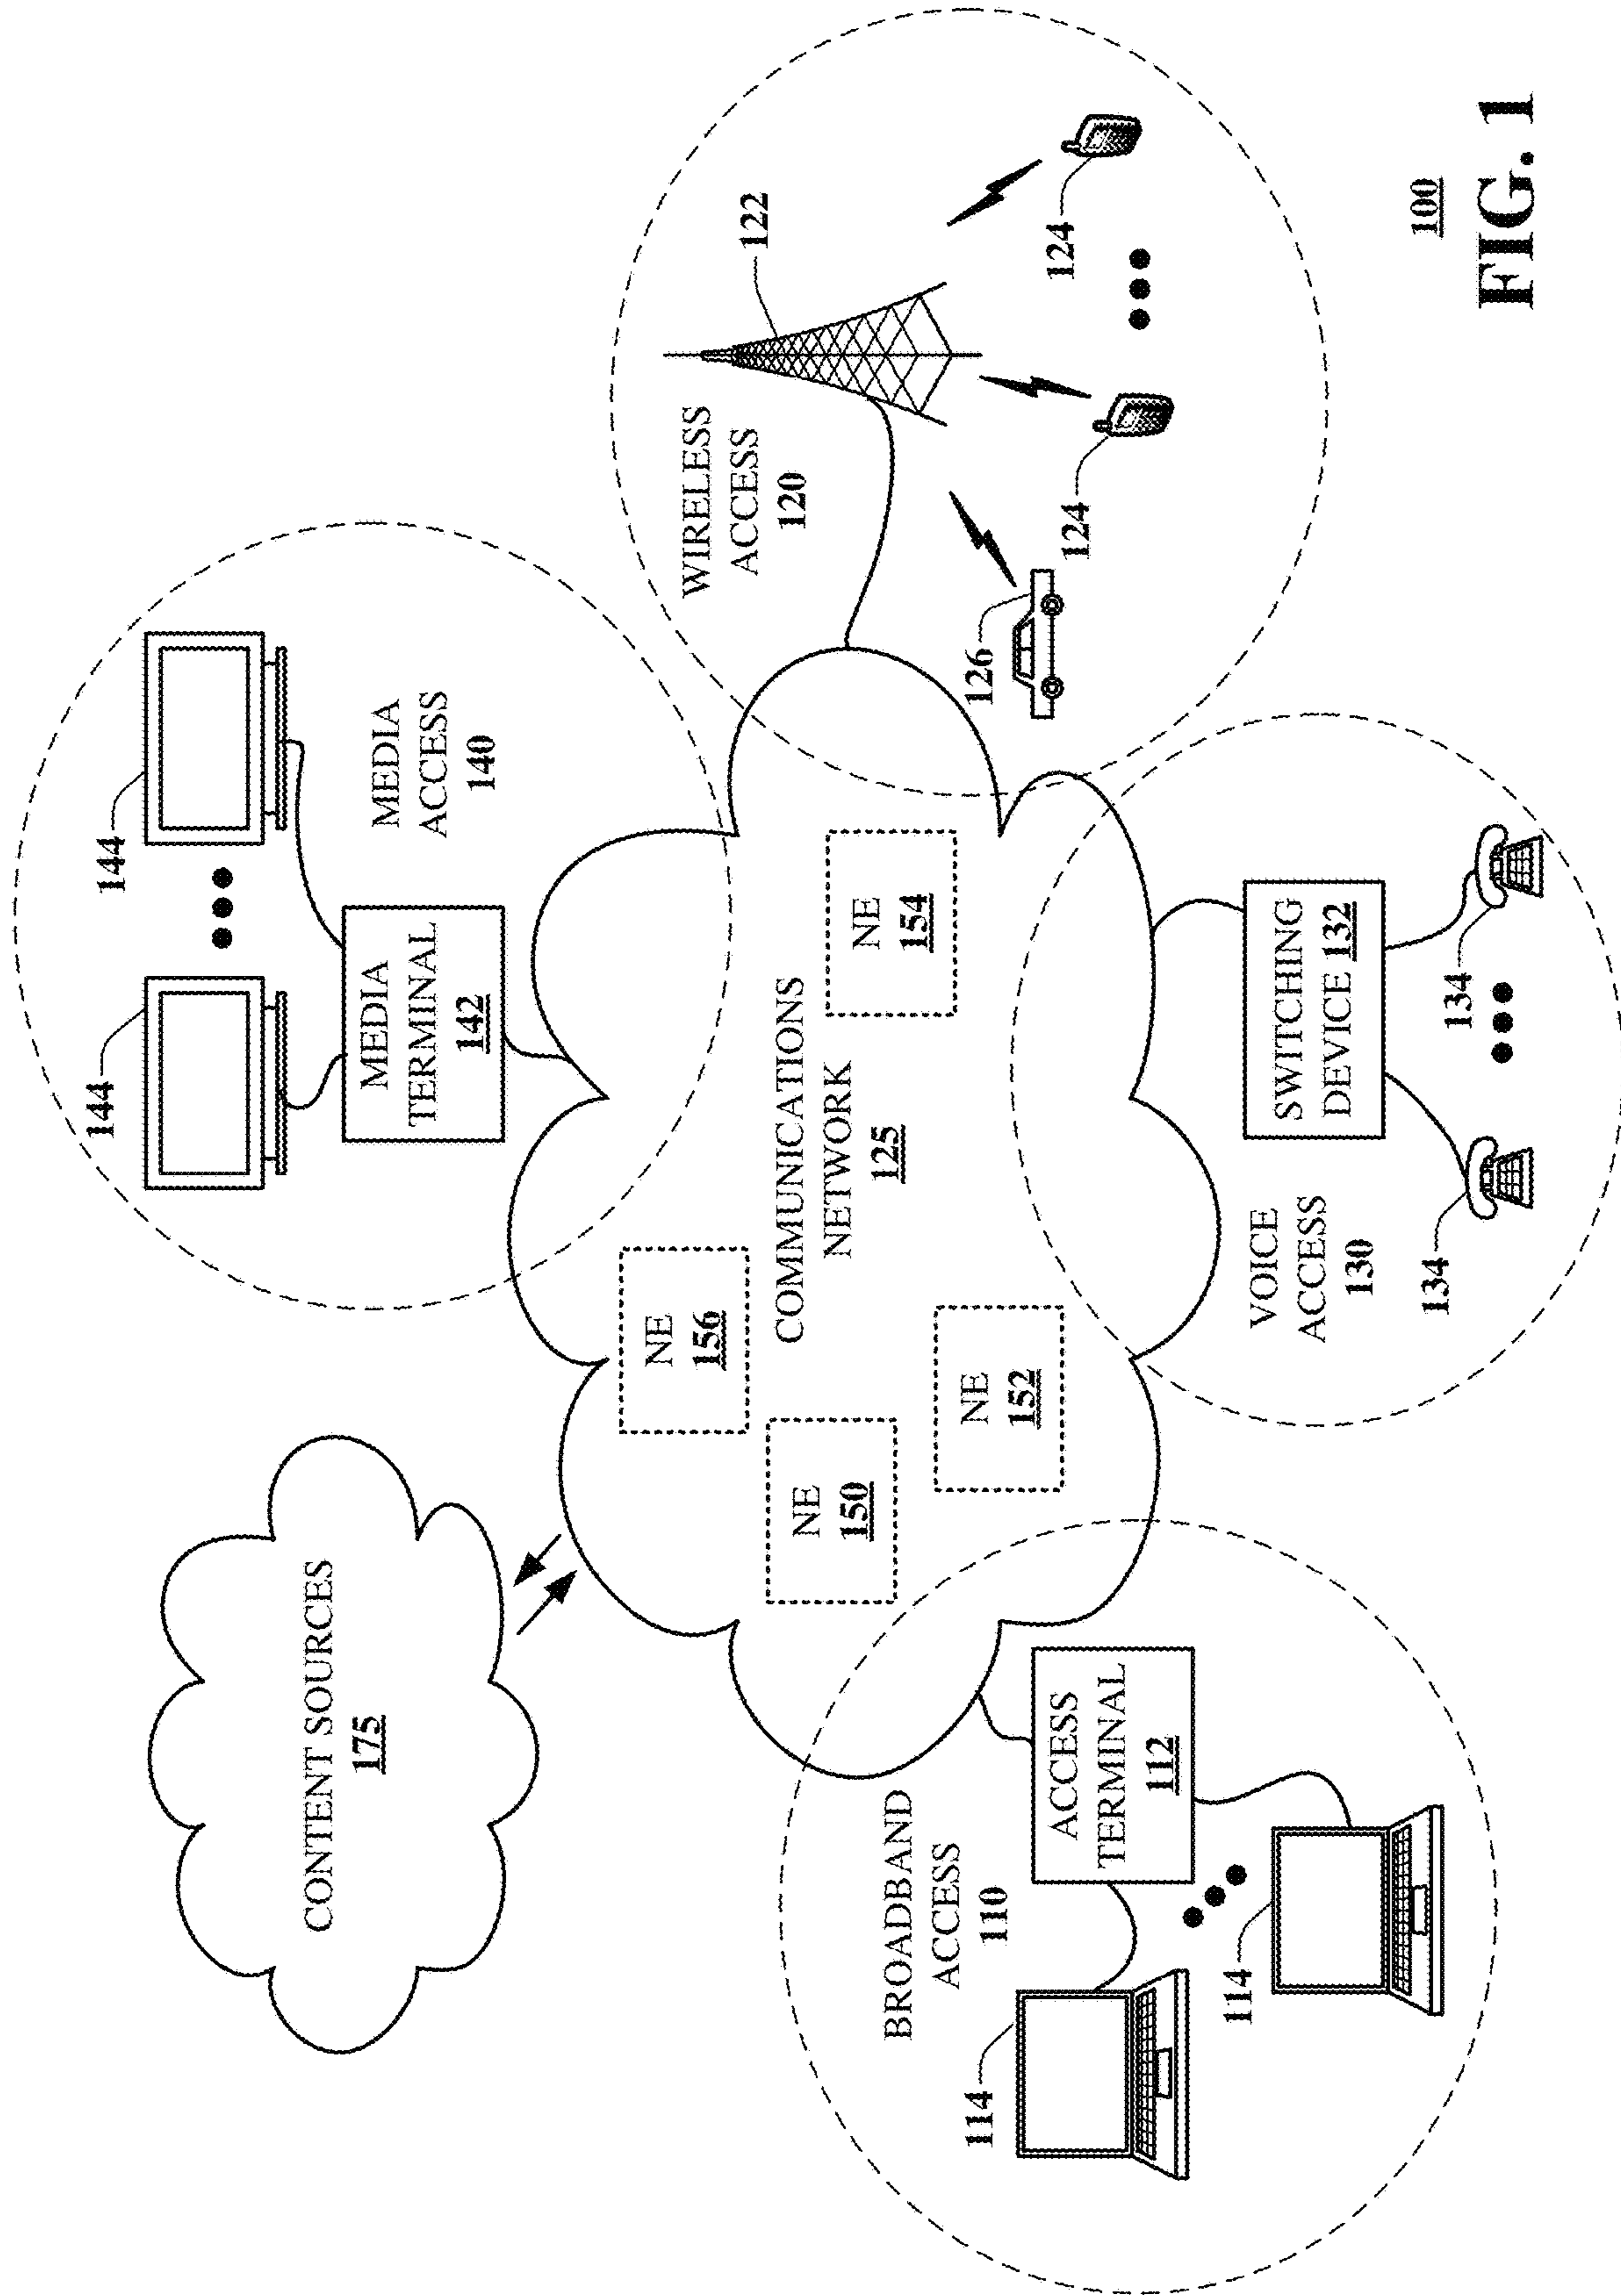 CONTENT SOURCES
175
144
144
MEDIA
TERMINAL
142
MEDIA
ACCESS
140
WIRELESS
ACCESS
120
122
124
124
126
NE
156
NE
150
NE
152
NE
154
COMMUNICATIONS
NETWORK
125
BROADBAND
ACCESS
110
ACCESS
TERMINAL
112
114
114
VOICE
ACCESS
130
SWITCHING
DEVICE 132
134
134
100
FIG. 1